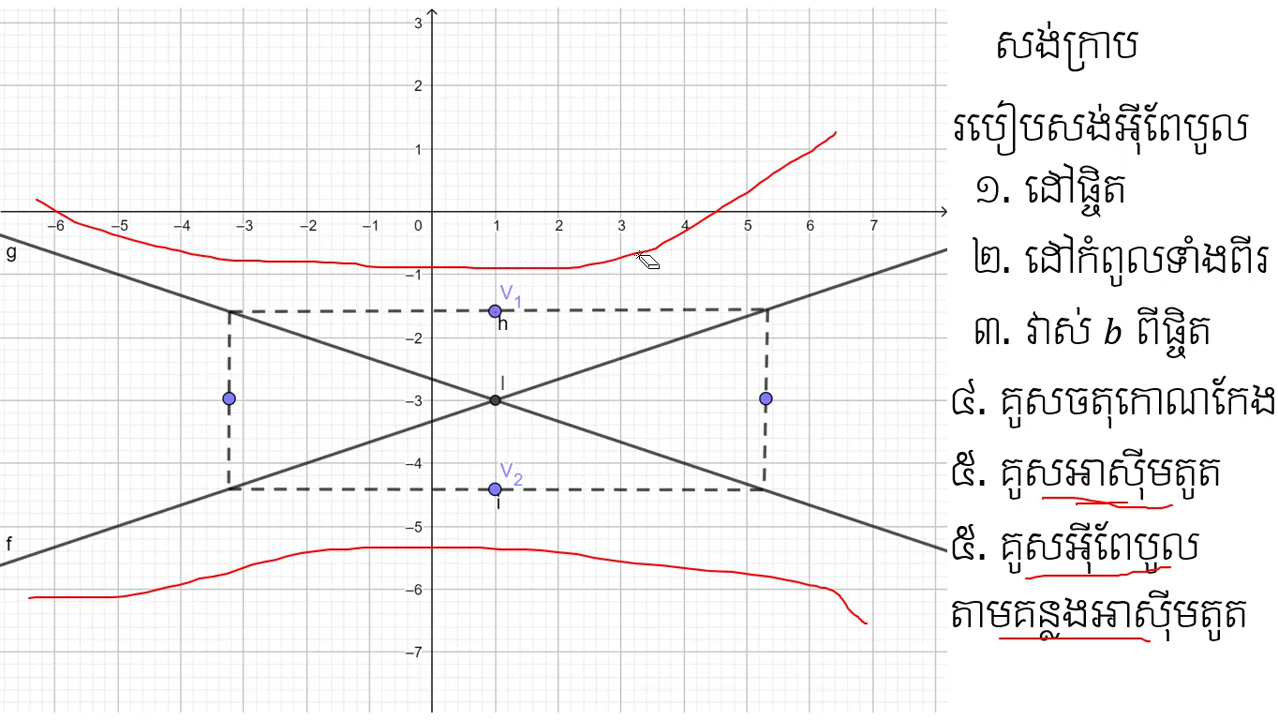 សង់ក្រាប
របៀបសង់អ៊ីពែបូល
១. ដៅផ្ចិត
២. ដៅកំពូលទាំងពីរ
៣. វាស់ b ពីផ្ចិត
៤. គូសចតុកោណកែង
៥. គូសអាស៊ីមតូត
៥. គូសអ៊ីពែបូល
តាមគន្លងអាស៊ីមតូត
3
2
1
−6 −5 −4 −3 −2 −1 0 1 2 3 4 5 6 7
g
−1
V1
h
−2
I
−3
−4
V2
i
−5
f
−6
−7